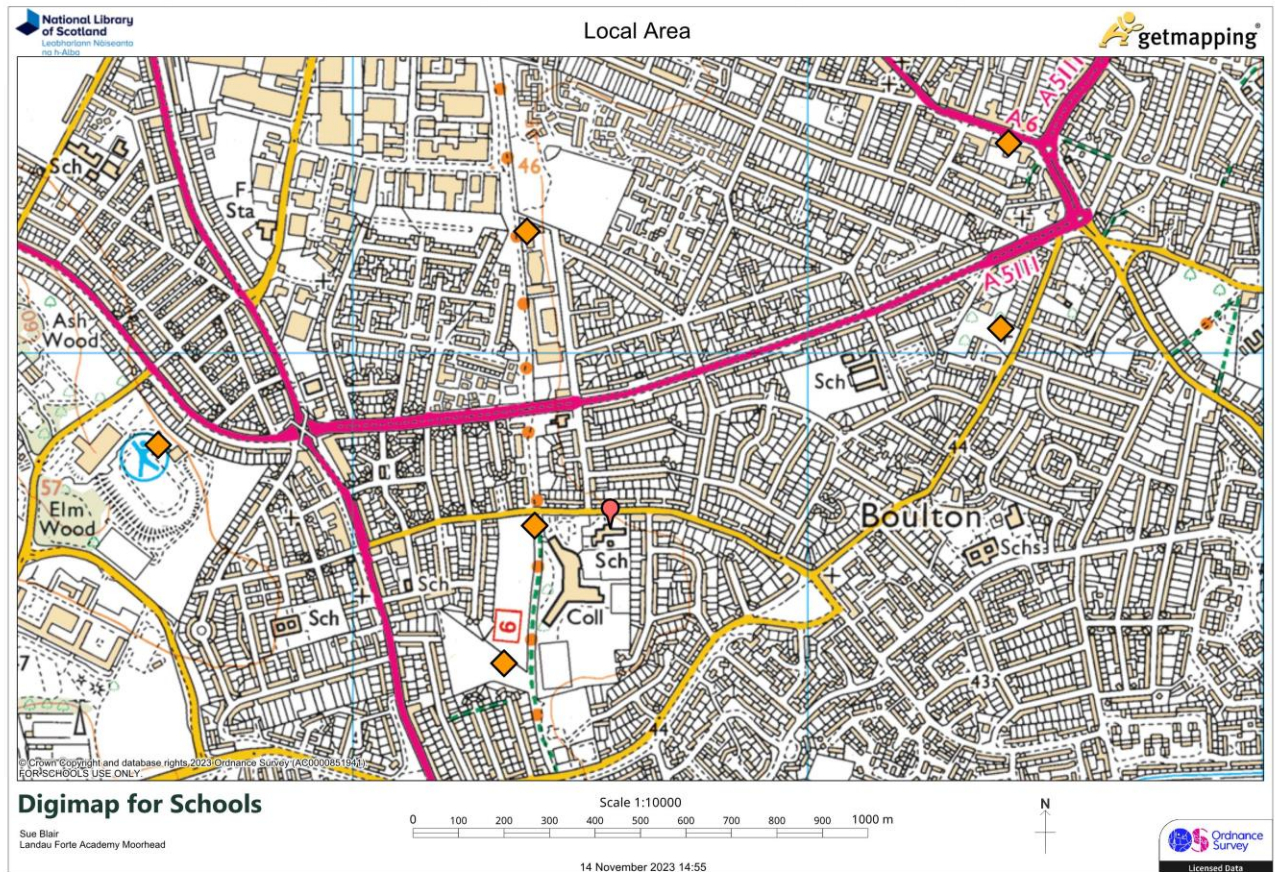 National Library
of Scotland
Leabharlann Nàiseanta
na h-Alba
Local Area
getmapping
A 6
A 5111
Sch
46
F
Sta
A 5111
60
Ash
Wood
Sch
44
57
Elm
Wood
Boulton
Schs
Sch
Sch
Coll
6
Sch
7
43
44
© Crown Copyright and database rights 2023 Ordnance Survey (AC0000851941)
FOR SCHOOLS USE ONLY.
Digimap for Schools
Sue Blair
Landau Forte Academy Moorhead
Scale 1:10000
0 100 200 300 400 500 600 700 800 900 1000 m
N
14 November 2023 14:55
Ordnance
Survey
Licensed Data